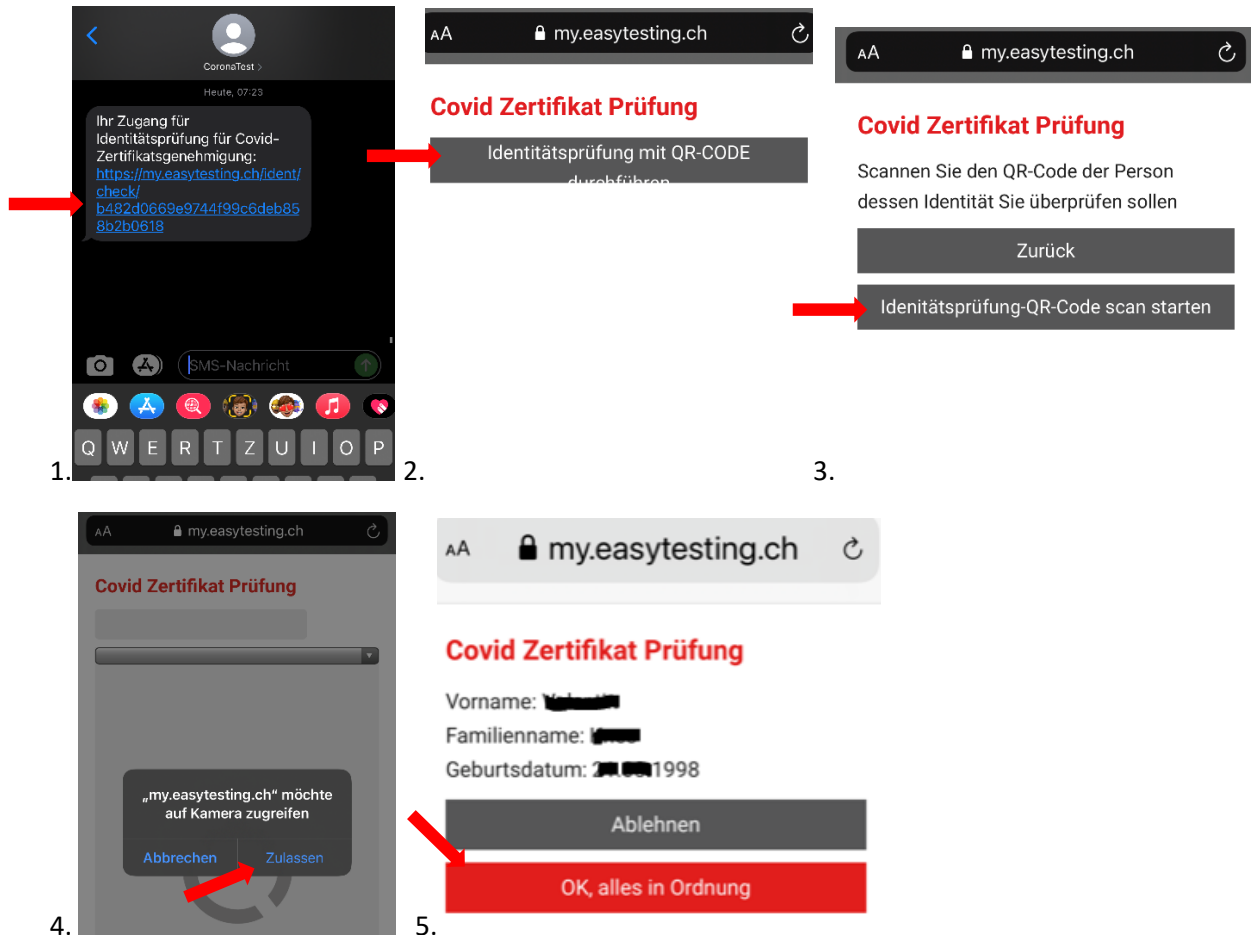 CoronaTest >
Heute, 07:23
Ihr Zugang für
Identitätsprüfung für Covid-
Zertifikatsgenehmigung:
https://my.easytesting.ch/ident/
check/
b482d0669e9744f99c6deb85
8b2b0618
SMS-Nachricht
Q W E R T Z U I O P
1.
AA my.easytesting.ch
Covid Zertifikat Prüfung
Identitätsprüfung mit QR-CODE
durchführen
2.
AA my.easytesting.ch
Covid Zertifikat Prüfung
Scannen Sie den QR-Code der Person
dessen Identität Sie überprüfen sollen
Zurück
Idenitätsprüfung-QR-Code scan starten
3.
AA my.easytesting.ch
Covid Zertifikat Prüfung
„my.easytesting.ch" möchte
auf Kamera zugreifen
Abbrechen Zulassen
4.
AA my.easytesting.ch
Covid Zertifikat Prüfung
Vorname:
Familienname:
Geburtsdatum: 1998
Ablehnen
OK, alles in Ordnung
5.